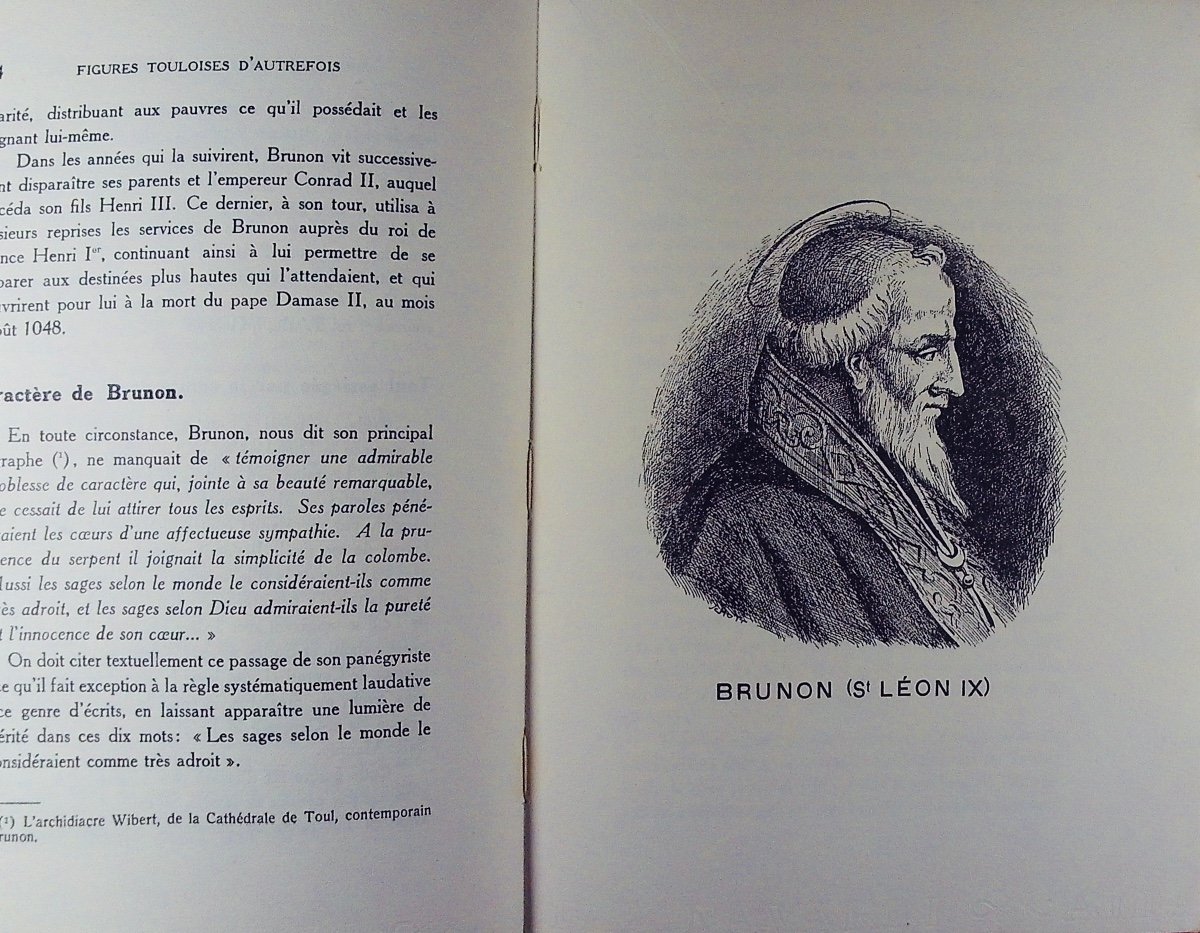 FIGURES TOULOISES D'AUTREFOIS
arité, distribuant aux pauvres ce qu'il possédait et les
gnant lui-même.
Dans les années qui la suivirent, Brunon vit successive-
nt disparaître ses parents et l'empereur Conrad II, auquel
céda son fils Henri III. Ce dernier, à son tour, utilisa à
sieurs reprises les services de Brunon auprès du roi de
nce Henri Ier, continuant ainsi à lui permettre de se
parer aux destinées plus hautes qui l'attendaient, et qui
uvrirent pour lui à la mort du pape Damase II, au mois
oût 1048.
ractère de Brunon.
En toute circonstance, Brunon, nous dit son principal
raphe (¹), ne manquait de « témoigner une admirable
oblesse de caractère qui, jointe à sa beauté remarquable,
e cessait de lui attirer tous les esprits. Ses paroles péné-
aient les cœurs d'une affectueuse sympathie. A la pru-
ence du serpent il joignait la simplicité de la colombe.
ussi les sages selon le monde le considéraient-ils comme
ès adroit, et les sages selon Dieu admiraient-ils la pureté
t l'innocence de son cœur... »
On doit citer textuellement ce passage de son panégyriste
e qu'il fait exception à la règle systématiquement laudative
ce genre d'écrits, en laissant apparaître une lumière de
érité dans ces dix mots: « Les sages selon le monde le
onsidéraient comme très adroit ».
(¹) L'archidiacre Wibert, de la Cathédrale de Toul, contemporain
runon.
BRUNON (St LÉON IX)